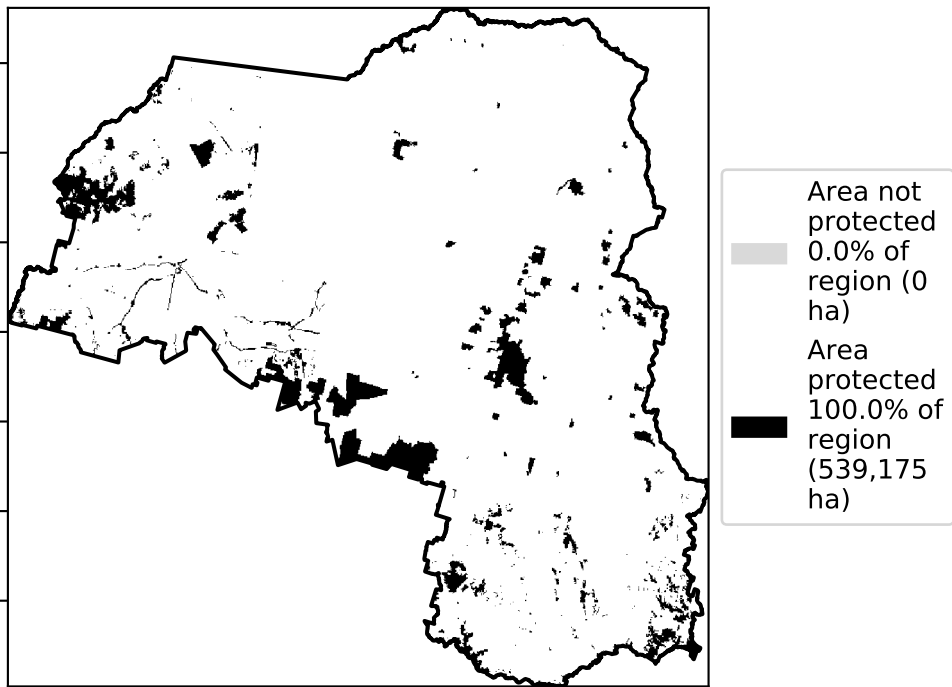 Area not
protected
0.0% of
region (0
ha)
Area
protected
100.0% of
region
(539,175
ha)